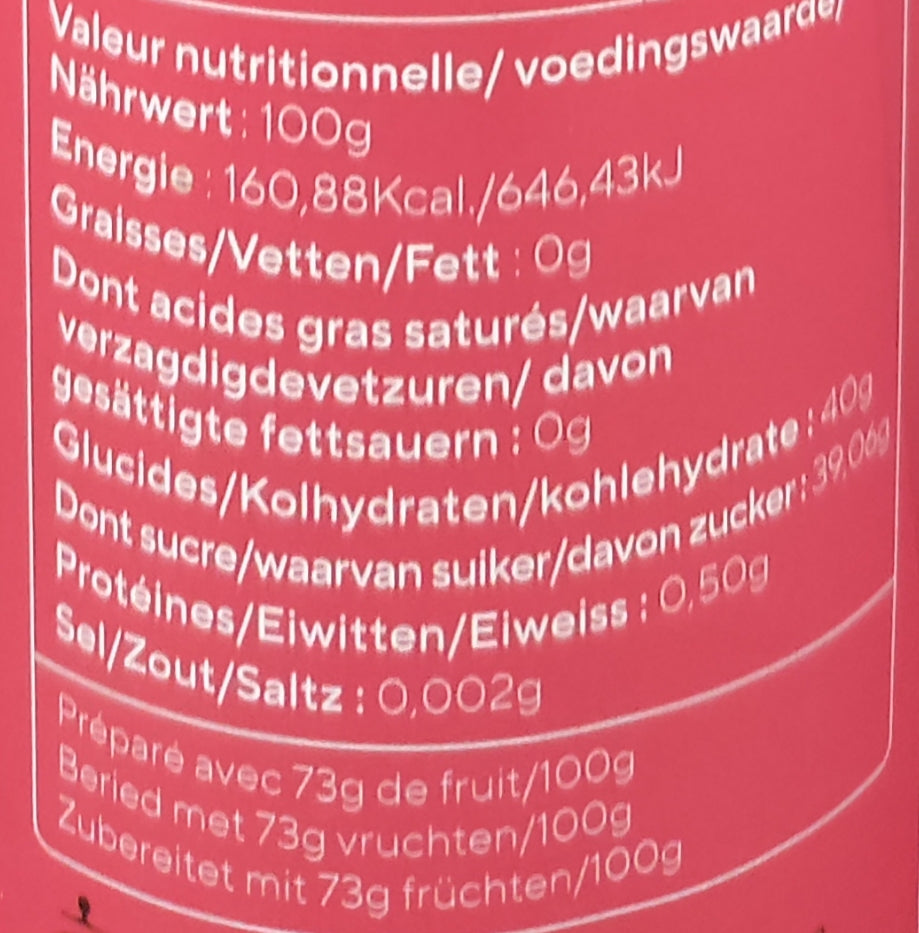 Valeur nutritionnelle/ voedingswaarde/
Nährwert : 100g
Energie : 160,88Kcal./646,43kJ
Graisses/Vetten/Fett : 0g
Dont acides gras saturés/waarvan
verzagdigdevetzuren/ davon
gesättigte fettsauern : 0g
Glucides/Kolhydraten/kohlehydrate : 40g
Dont sucre/waarvan suiker/davon zucker: 39,06g
Protéines/Eiwitten/Eiweiss : 0,50g
Sel/Zout/Saltz : 0,002g
Préparé avec 73g de fruit/100g
Beried met 73g vruchten/100g
Zubereitet mit 73g früchten/100g